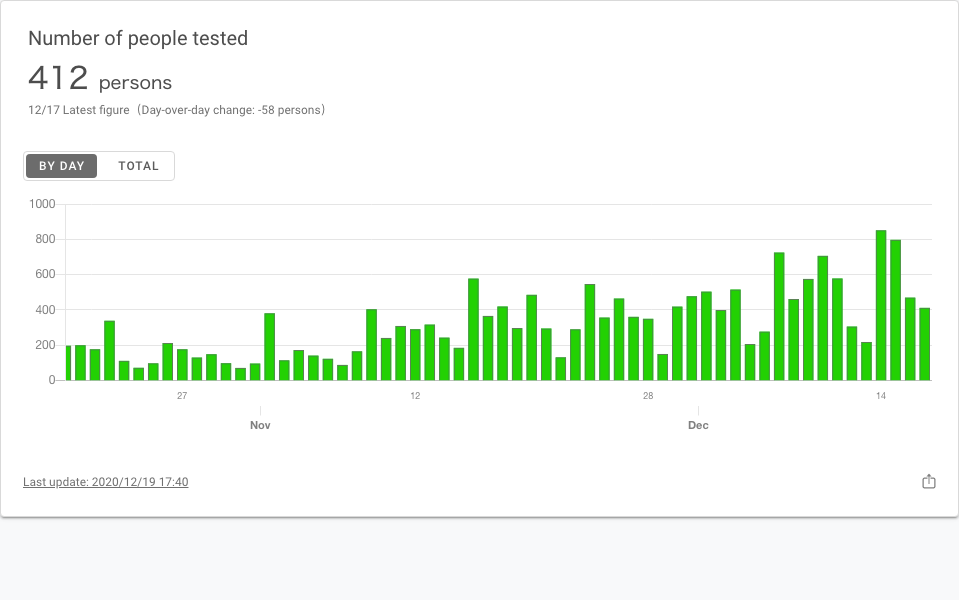 Number of people tested
412 persons
12/17 Latest figure（Day-over-day change: -58 persons）
BY DAY TOTAL
1000
800
600
400
200
0
27 12 28 14
Nov Dec
Last update: 2020/12/19 17:40